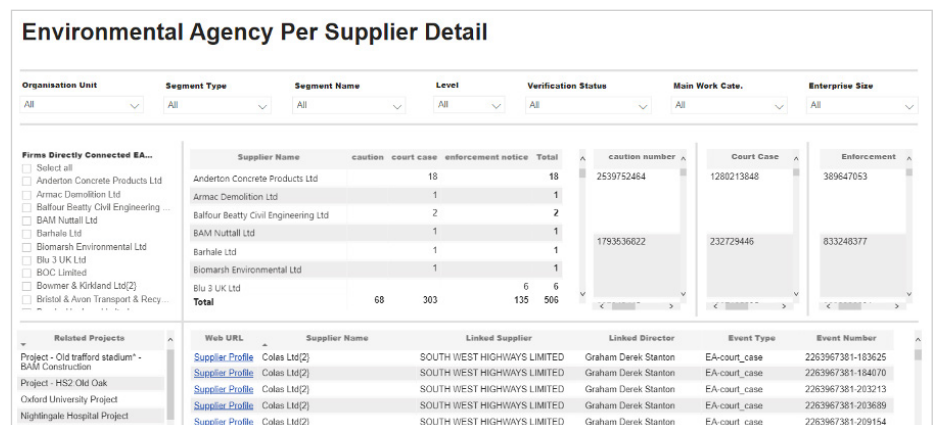 Environmental Agency Per Supplier Detail
Organisation Unit Segment Type Segment Name Level Verification Status Main Work Cate. Enterprise Size
All All All All All All All
Firms Directly Connected EA...
Select all
Anderton Concrete Products Ltd
Armac Demolition Ltd
Balfour Beatty Civil Engineering ...
BAM Nuttall Ltd
Barhale Ltd
Biomarsh Environmental Ltd
Blu 3 UK Ltd
BOC Limited
Bowmer & Kirkland Ltd{2}
Bristol & Avon Transport & Recy...
Supplier Name caution court case enforcement notice Total
Anderton Concrete Products Ltd 18 18
Armac Demolition Ltd 1 1
Balfour Beatty Civil Engineering Ltd 2 2
BAM Nuttall Ltd 1 1
Barhale Ltd 1 1
Biomarsh Environmental Ltd 1 1
Blu 3 UK Ltd 6 6
Total 68 303 135 506
caution number
2539752464
1793536822
Court Case
1280213848
232729446
Enforcement
389647053
833248377
Related Projects
Project - Old trafford stadium* -
BAM Construction
Project - HS2 Old Oak
Oxford University Project
Nightingale Hospital Project
Web URL Supplier Name Linked Supplier Linked Director Event Type Event Number
Supplier Profile Colas Ltd{2} SOUTH WEST HIGHWAYS LIMITED Graham Derek Stanton EA-court_case 2263967381-183625
Supplier Profile Colas Ltd{2} SOUTH WEST HIGHWAYS LIMITED Graham Derek Stanton EA-court_case 2263967381-184070
Supplier Profile Colas Ltd{2} SOUTH WEST HIGHWAYS LIMITED Graham Derek Stanton EA-court_case 2263967381-203213
Supplier Profile Colas Ltd{2} SOUTH WEST HIGHWAYS LIMITED Graham Derek Stanton EA-court_case 2263967381-203689
Supplier Profile Colas Ltd{2} SOUTH WEST HIGHWAYS LIMITED Graham Derek Stanton EA-court_case 2263967381-209154